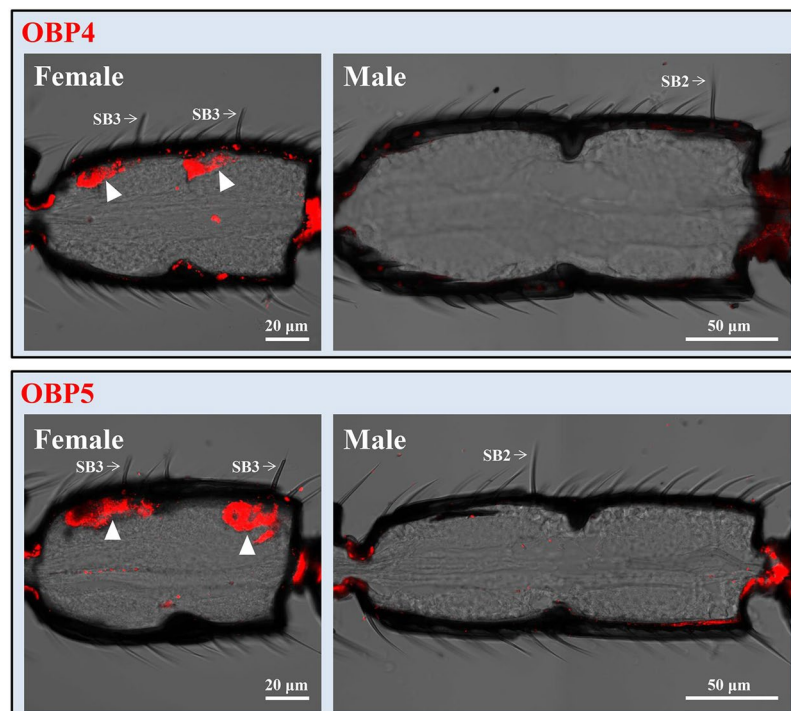 OBP4
Female
Male
SB3→
SB3→
SB2→
20 μm
50 μm
OBP5
Female
Male
SB3→
SB3→
SB2→
20 μm
50 μm